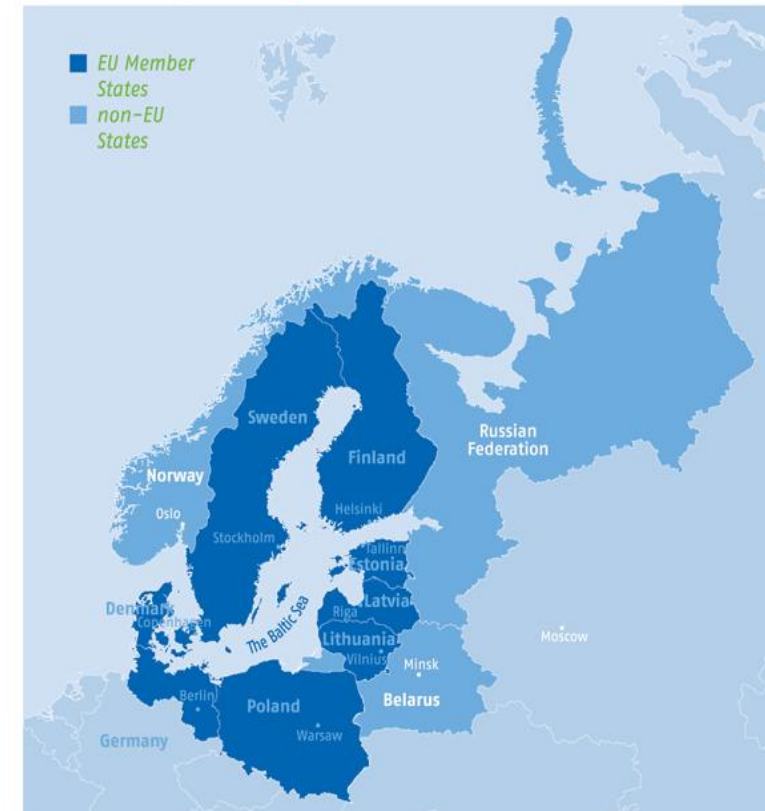 EU Member
States
non-EU
States
Sweden
Finland
Russian
Federation
Norway
Oslo
Helsinki
Stockholm
Tallinn
Estonia
Denmark
Copenhagen
The Baltic Sea
Riga
Latvia
Lithuania
Vilnius
Moscow
Minsk
Belarus
Berlin
Poland
Warsaw
Germany